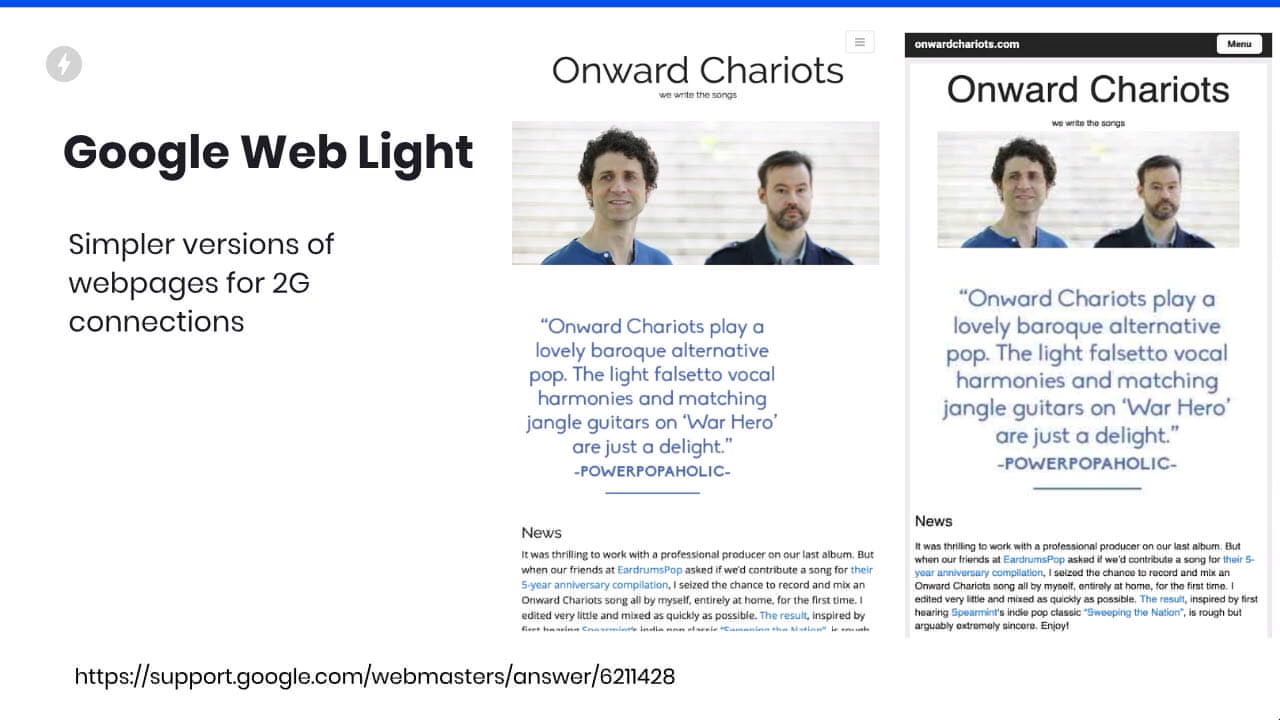 Google Web Light
Simpler versions of
webpages for 2G
connections
https://support.google.com/webmasters/answer/6211428
Onward Chariots
we write the songs
“Onward Chariots play a
lovely baroque alternative
pop. The light falsetto vocal
harmonies and matching
jangle guitars on ‘War Hero’
are just a delight.”
-POWERPOPAHOLIC-
News
It was thrilling to work with a professional producer on our last album. But
when our friends at EardrumsPop asked if we'd contribute a song for their
5-year anniversary compilation, I seized the chance to record and mix an
Onward Chariots song all by myself, entirely at home, for the first time. I
edited very little and mixed as quickly as possible. The result, inspired by
first hearing Spearmint's indie pop classic “Sweeping the Nation”, is rough
onwardchariots.com
Menu
Onward Chariots
we write the songs
“Onward Chariots play a
lovely baroque alternative
pop. The light falsetto vocal
harmonies and matching
jangle guitars on ‘War Hero’
are just a delight.”
-POWERPOPAHOLIC-
News
It was thrilling to work with a professional producer on our last album. But
when our friends at EardrumsPop asked if we'd contribute a song for their 5-
year anniversary compilation, I seized the chance to record and mix an
Onward Chariots song all by myself, entirely at home, for the first time. I
edited very little and mixed as quickly as possible. The result, inspired by first
hearing Spearmint's indie pop classic “Sweeping the Nation”, is rough but
arguably extremely sincere. Enjoy!